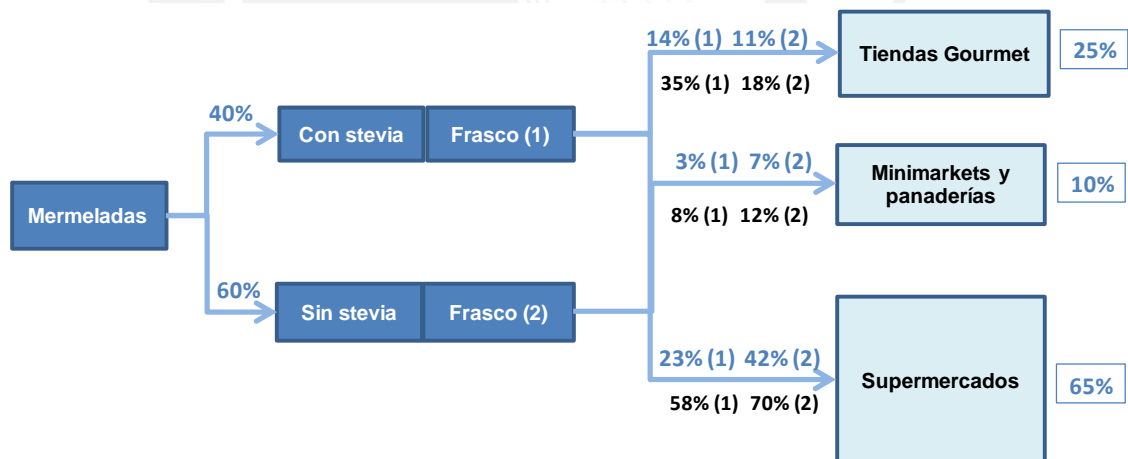 14% (1) 11% (2)
Tiendas Gourmet
25%
35% (1) 18% (2)
40%
Con stevia
Frasco (1)
3% (1) 7% (2)
Minimarkets y
panaderías
10%
8% (1) 12% (2)
Mermeladas
60%
Sin stevia
Frasco (2)
23% (1) 42% (2)
Supermercados
65%
58% (1) 70% (2)